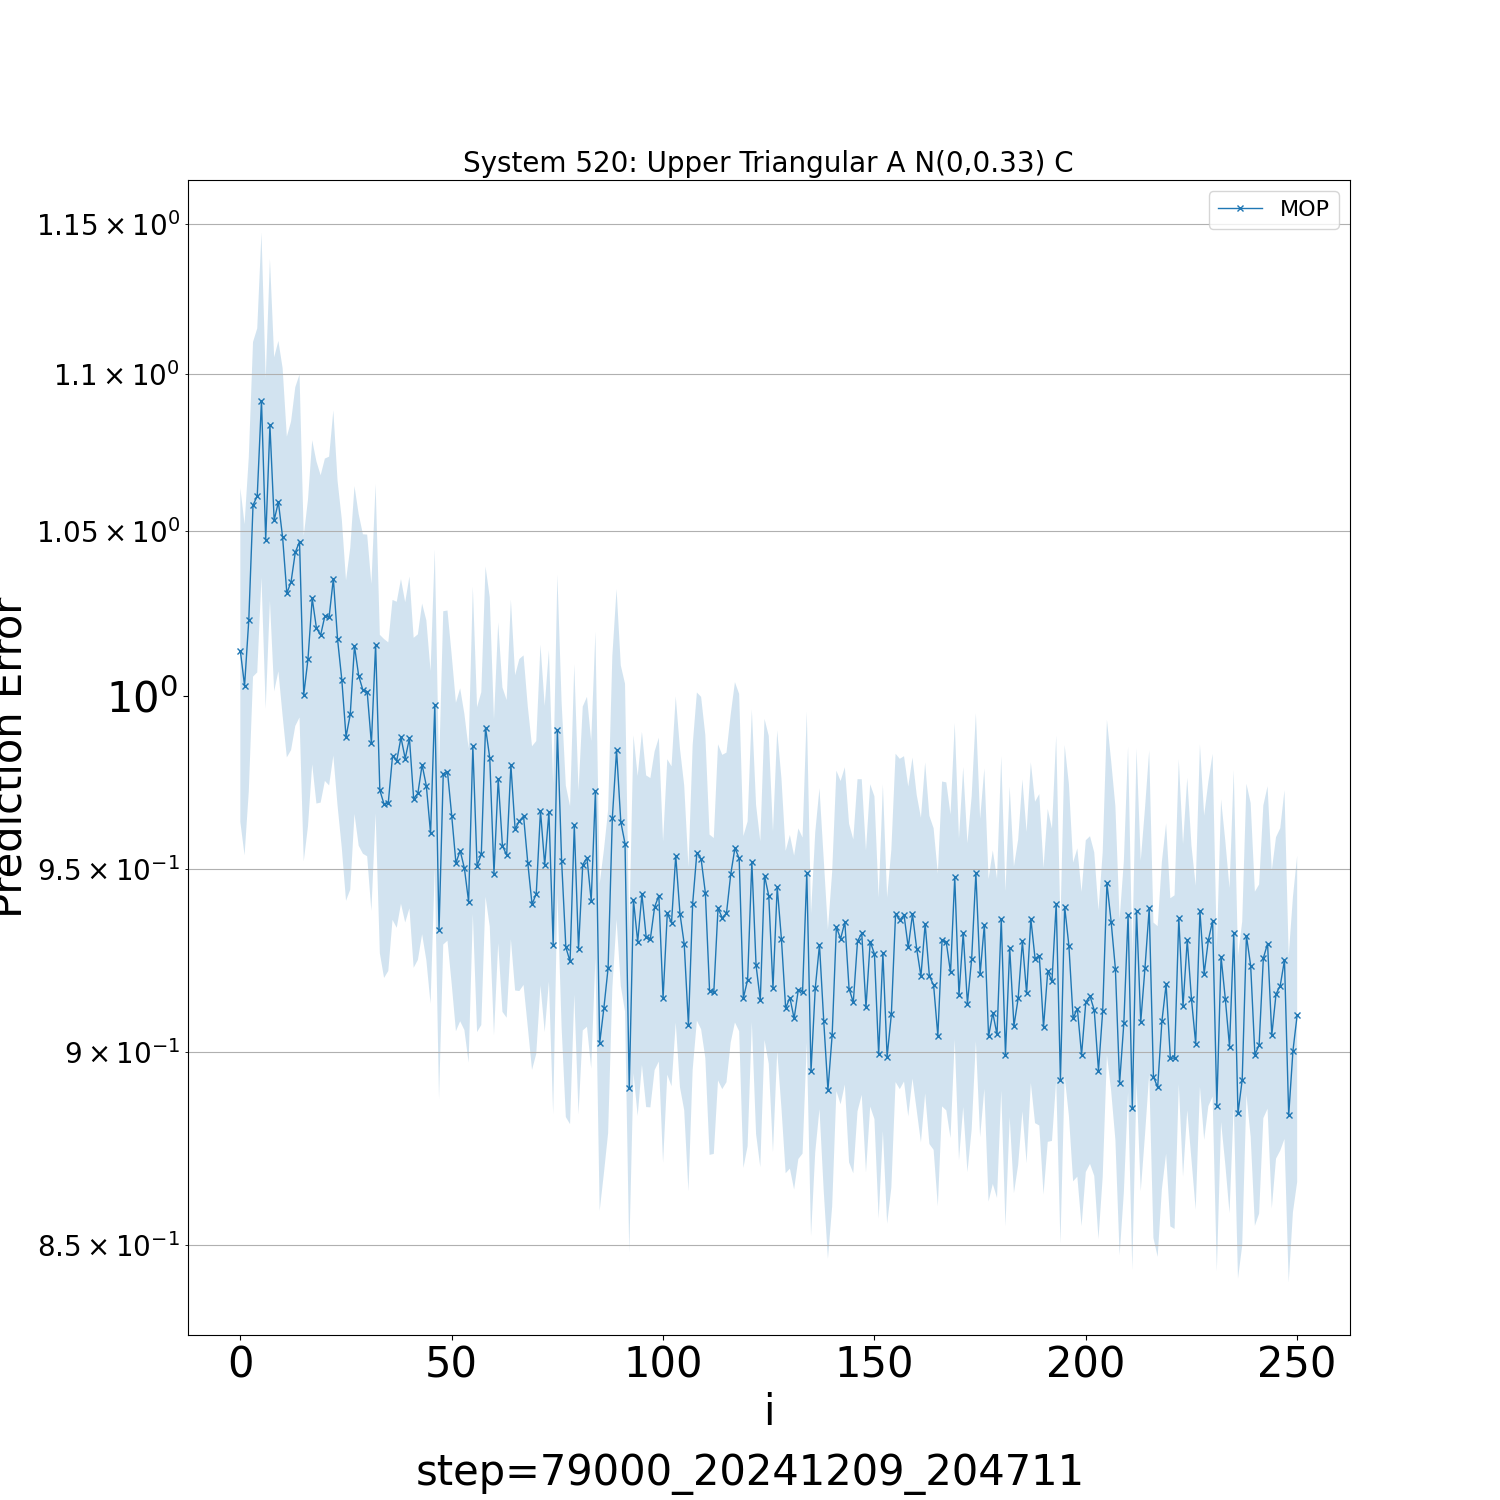 System 520: Upper Triangular A N(0,0.33) C
MOP
1.15 × 10⁰
1.1 × 10⁰
1.05 × 10⁰
10⁰
9.5 × 10⁻¹
9 × 10⁻¹
8.5 × 10⁻¹
Prediction Error
0 50 100 150 200 250
i
step=79000_20241209_204711